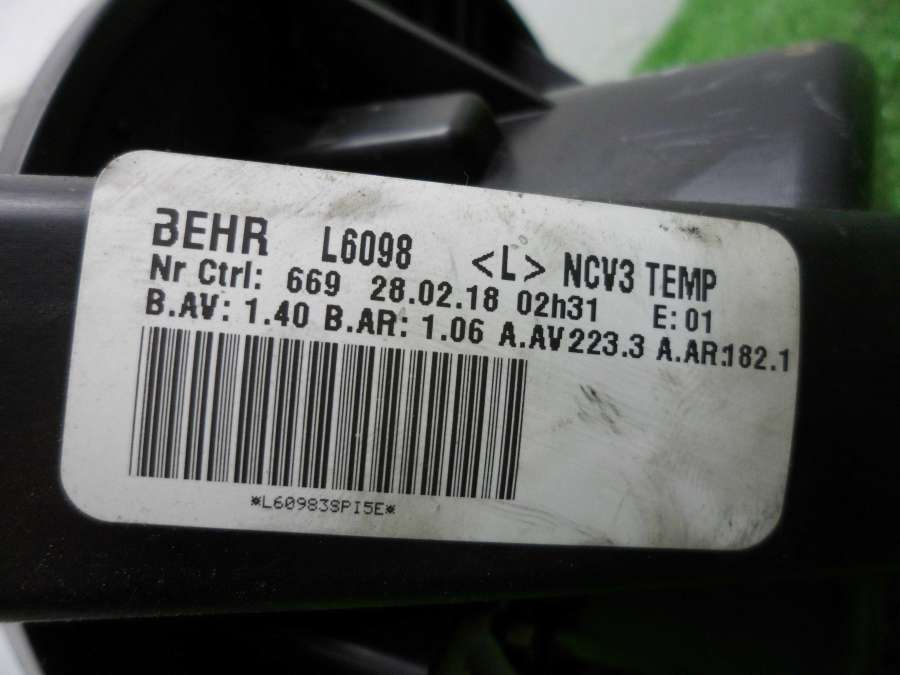 BEHR L6098 <L> NCV3 TEMP
Nr Ctrl: 669 28.02.18 02h31 E: 01
B.AV: 1.40 B.AR: 1.06 A.AV 223.3 A.AR:182.1
*L60983SPI5E*